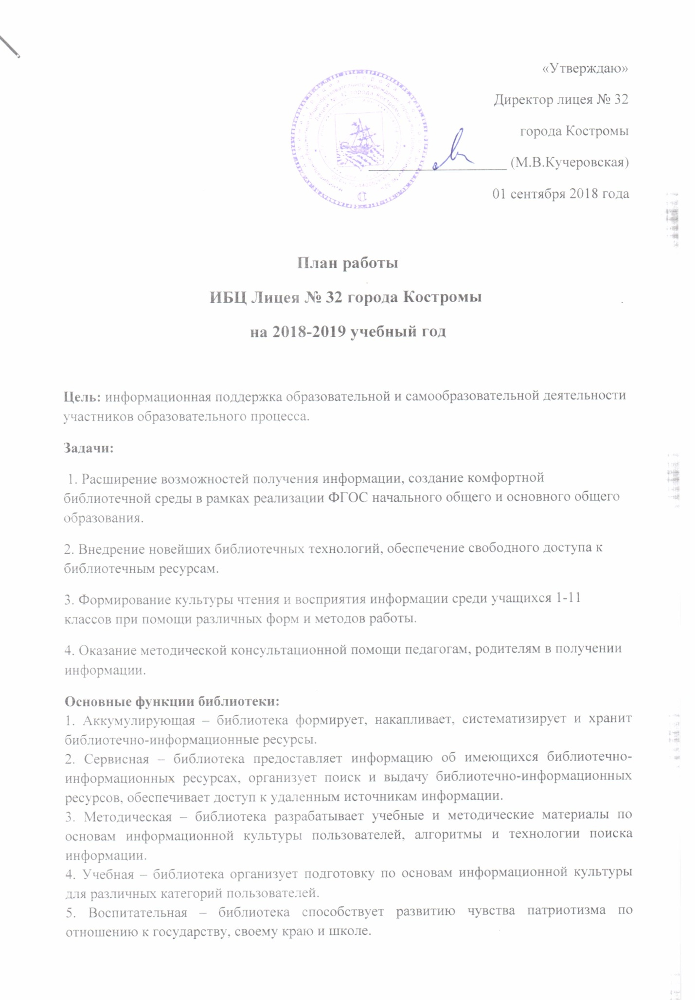 «Утверждаю»
Директор лицея № 32
города Костромы
(М.В.Кучеровская)
01 сентября 2018 года
Лицей № 32 города Костромы
План работы
ИБЦ Лицея № 32 города Костромы
на 2018-2019 учебный год
Цель: информационная поддержка образовательной и самообразовательной деятельности
участников образовательного процесса.
Задачи:
1. Расширение возможностей получения информации, создание комфортной
библиотечной среды в рамках реализации ФГОС начального общего и основного общего
образования.
2. Внедрение новейших библиотечных технологий, обеспечение свободного доступа к
библиотечным ресурсам.
3. Формирование культуры чтения и восприятия информации среди учащихся 1-11
классов при помощи различных форм и методов работы.
4. Оказание методической консультационной помощи педагогам, родителям в получении
информации.
Основные функции библиотеки:
1. Аккумулирующая – библиотека формирует, накапливает, систематизирует и хранит
библиотечно-информационные ресурсы.
2. Сервисная – библиотека предоставляет информацию об имеющихся библиотечно-
информационных ресурсах, организует поиск и выдачу библиотечно-информационных
ресурсов, обеспечивает доступ к удаленным источникам информации.
3. Методическая – библиотека разрабатывает учебные и методические материалы по
основам информационной культуры пользователей, алгоритмы и технологии поиска
информации.
4. Учебная – библиотека организует подготовку по основам информационной культуры
для различных категорий пользователей.
5. Воспитательная – библиотека способствует развитию чувства патриотизма по
отношению к государству, своему краю и школе.